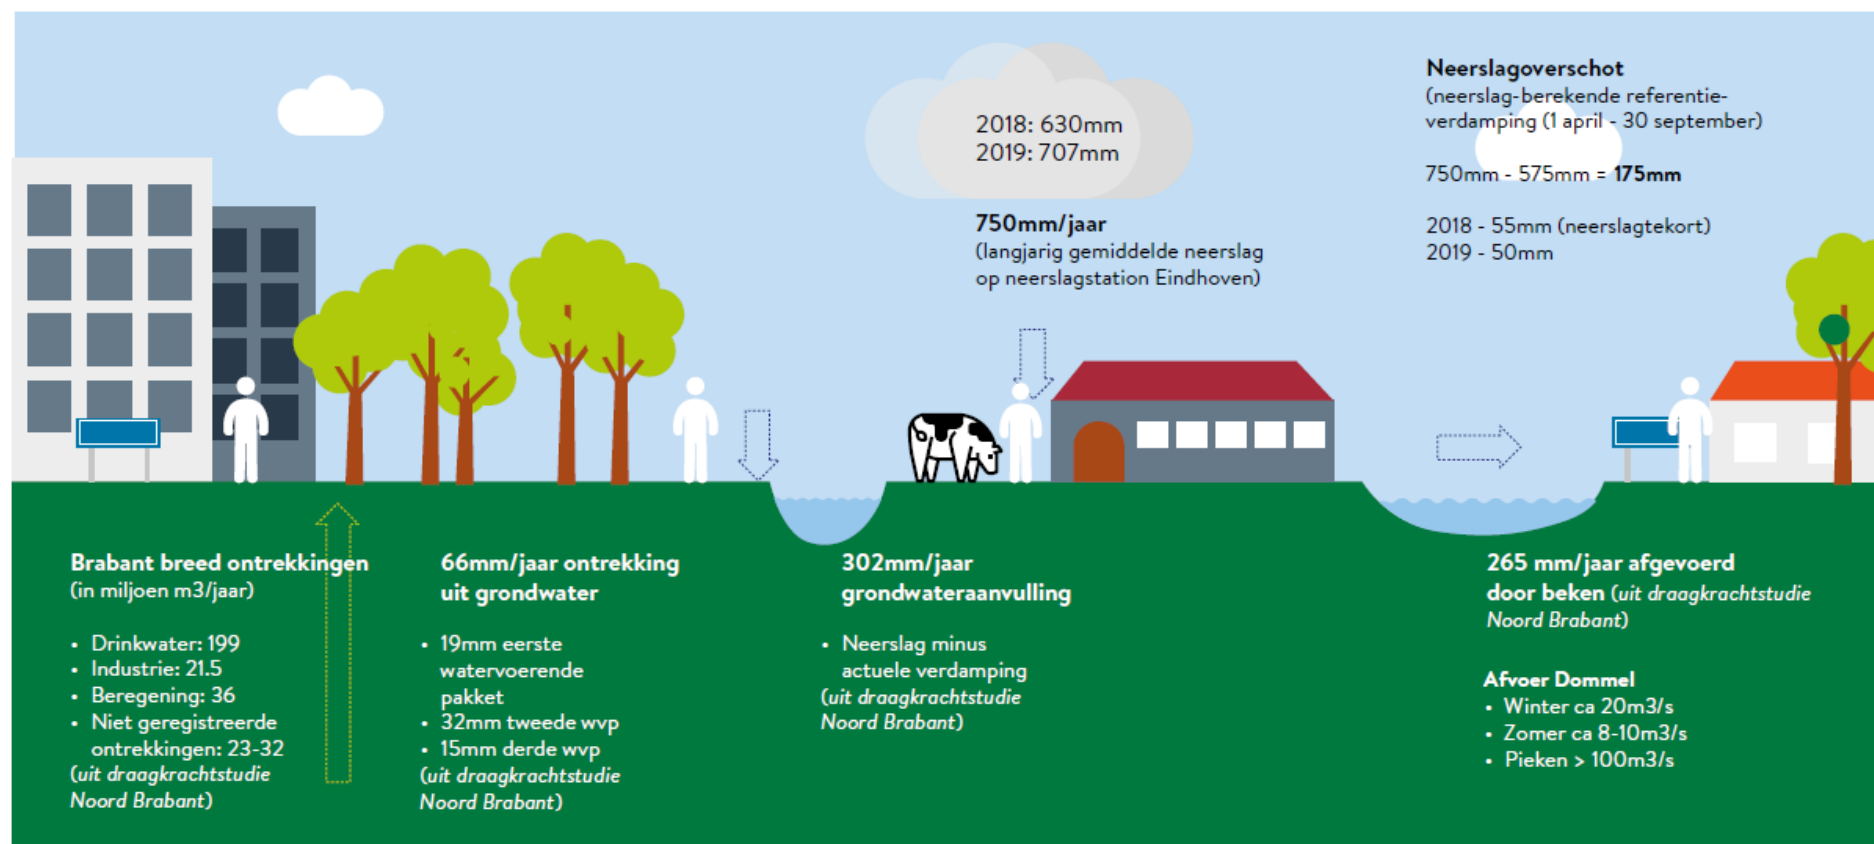 2018: 630mm
2019: 707mm
750mm/jaar
(langjarig gemiddelde neerslag
op neerslagstation Eindhoven)
Neerslagoverschot
(neerslag-berekende referentie-
verdamping (1 april - 30 september)
750mm - 575mm = 175mm
2018 - 55mm (neerslagtekort)
2019 - 50mm
Brabant breed ontrekkingen
(in miljoen m3/jaar)
• Drinkwater: 199
• Industrie: 21.5
• Beregening: 36
• Niet geregistreerde
ontrekkingen: 23-32
(uit draagkrachtstudie
Noord Brabant)
66mm/jaar ontrekking
uit grondwater
• 19mm eerste
watervoerende
pakket
• 32mm tweede wvp
• 15mm derde wvp
(uit draagkrachtstudie
Noord Brabant)
302mm/jaar
grondwateraanvulling
• Neerslag minus
actuele verdamping
(uit draagkrachtstudie
Noord Brabant)
265 mm/jaar afgevoerd
door beken (uit draagkrachtstudie
Noord Brabant)
Afvoer Dommel
• Winter ca 20m3/s
• Zomer ca 8-10m3/s
• Pieken > 100m3/s